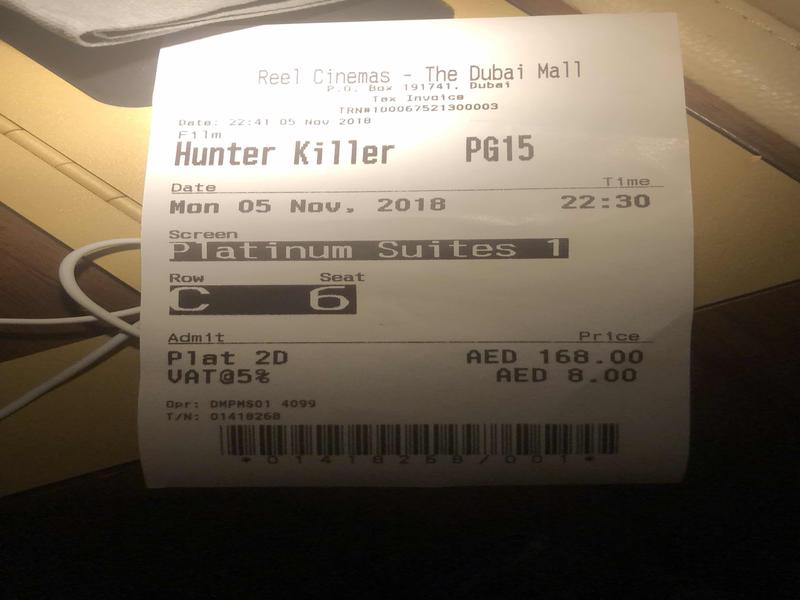 Reel Cinemas - The Dubai Mall
P.O. Box 191741, Dubai
Tax Invoice
TRN#100067521300003
Date: 22:41 05 Nov 2018
Film
Hunter Killer PG15
Date Time
Mon 05 Nov, 2018 22:30
Screen
Platinum Suites 1
Row Seat
C 6
Admit Price
Plat 2D AED 168.00
VAT@5% AED 8.00
Opr: DMPMS01 4099
T/N: 01418268
*01418268/001*